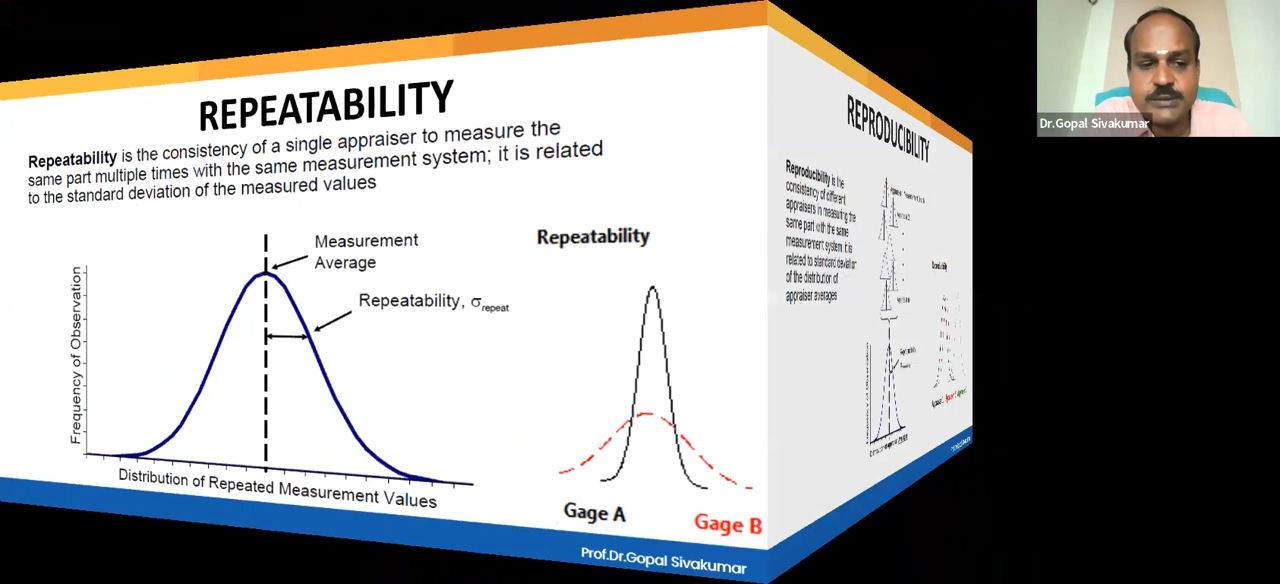 REPEATABILITY
Repeatability is the consistency of a single appraiser to measure the
same part multiple times with the same measurement system; it is related
to the standard deviation of the measured values
Measurement
Average
Repeatability, σrepeat
Frequency of Observation
Distribution of Repeated Measurement Values
Repeatability
Gage A
Gage B
Prof.Dr.Gopal Sivakumar
REPRODUCIBILITY
Reproducibility is the
consistency of different
appraisers in measuring the
same part with the same
measurement system, it is
related to standard deviation
of the distribution of
appraiser averages
Dr.Gopal Sivakumar